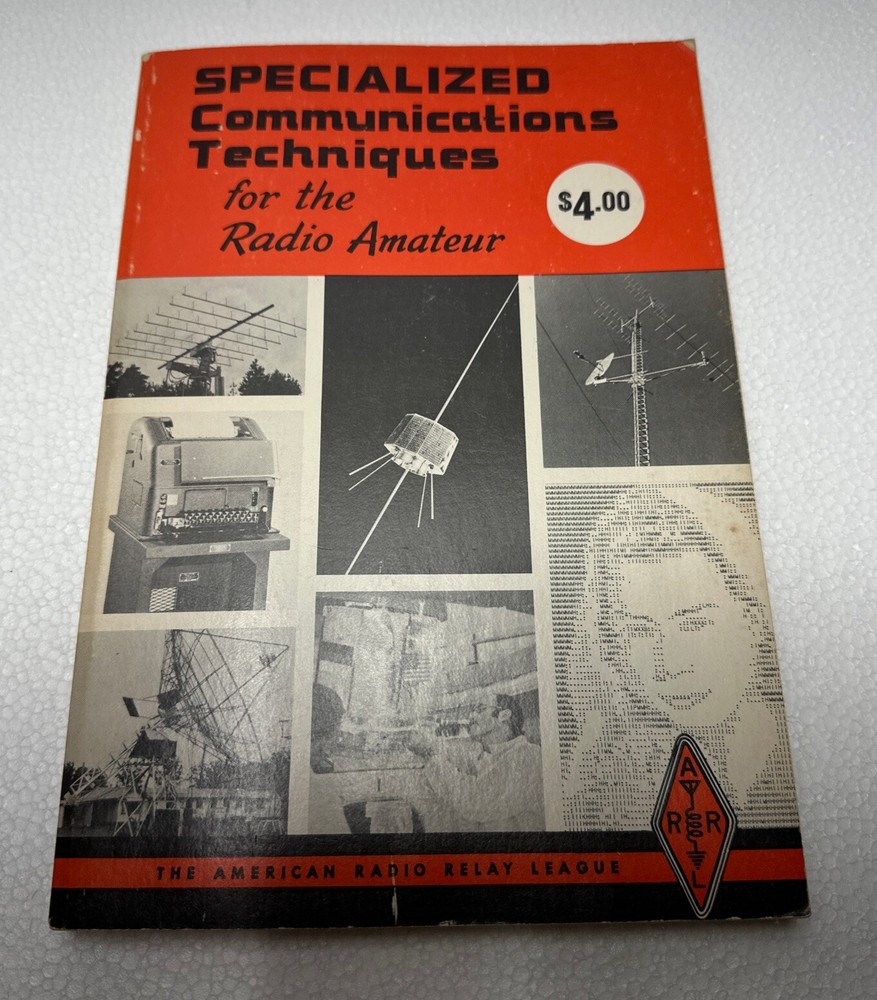 SPECIALIZED
Communications
Techniques
for the
Radio Amateur
$4.00
A
R R
L
THE AMERICAN RADIO RELAY LEAGUE